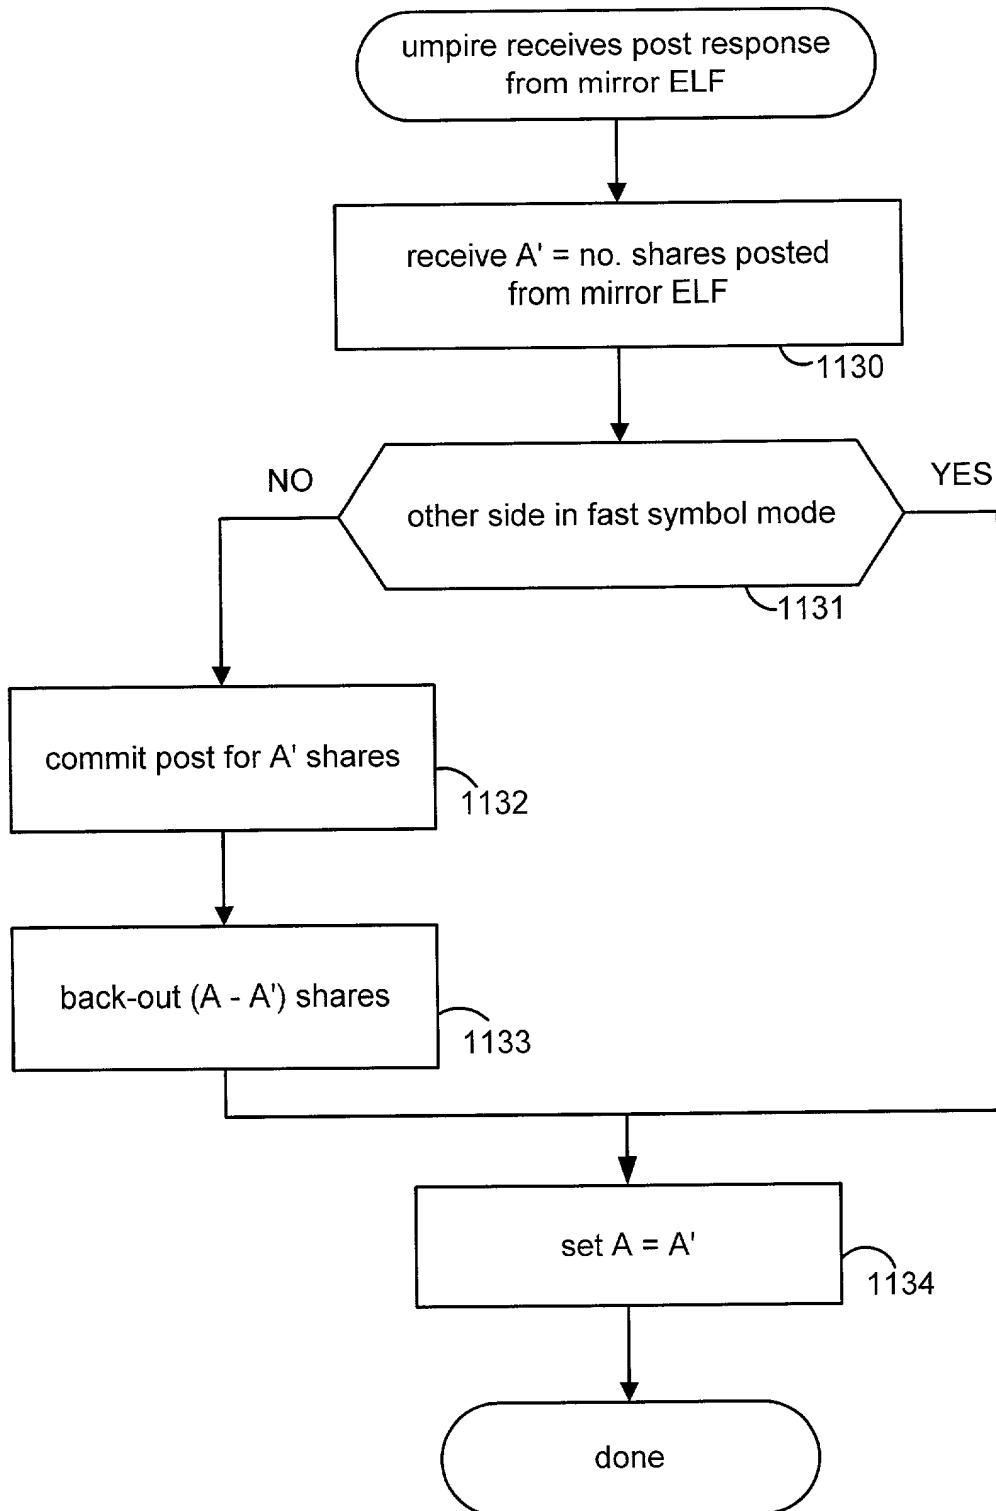 umpire receives post response
from mirror ELF
receive A' = no. shares posted
from mirror ELF
1130
NO
YES
other side in fast symbol mode
1131
commit post for A' shares
1132
back-out (A - A') shares
1133
set A = A'
1134
done